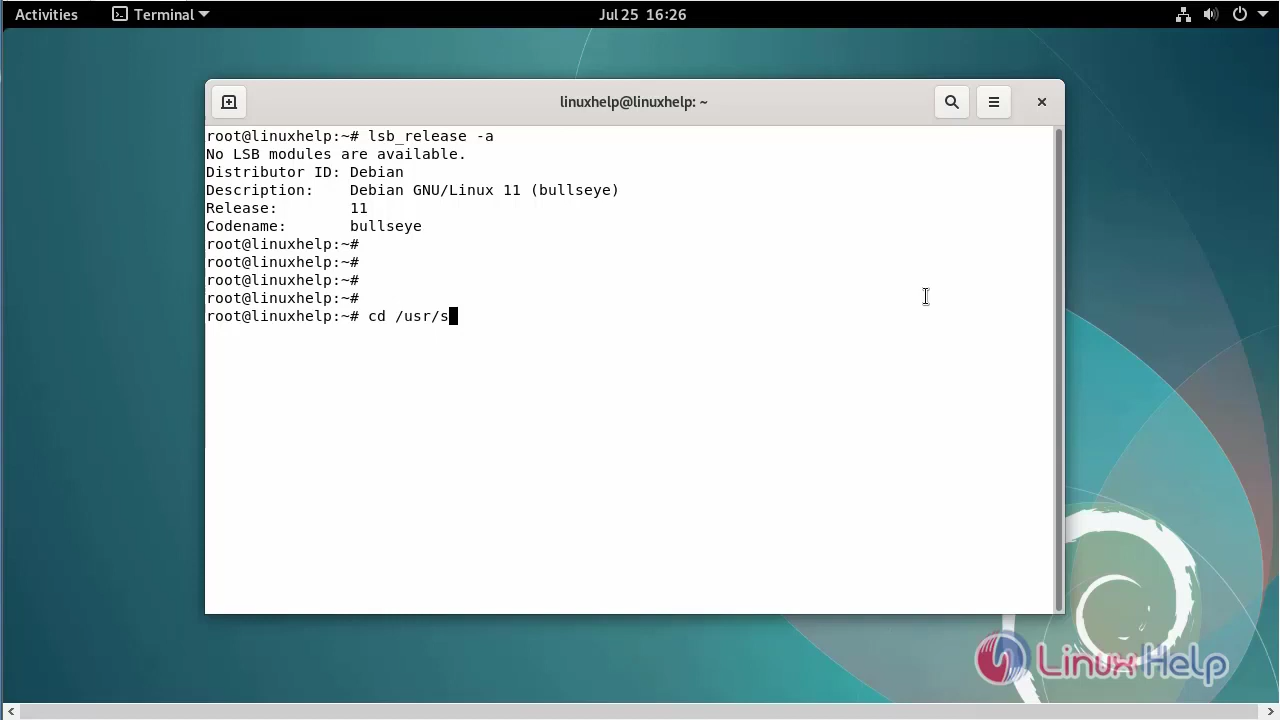 Activities Terminal Jul 25 16:26
linuxhelp@linuxhelp: ~
root@linuxhelp:~# lsb_release -a
No LSB modules are available.
Distributor ID: Debian
Description:    Debian GNU/Linux 11 (bullseye)
Release:        11
Codename:       bullseye
root@linuxhelp:~#
root@linuxhelp:~#
root@linuxhelp:~#
root@linuxhelp:~#
root@linuxhelp:~# cd /usr/s
Linux Help